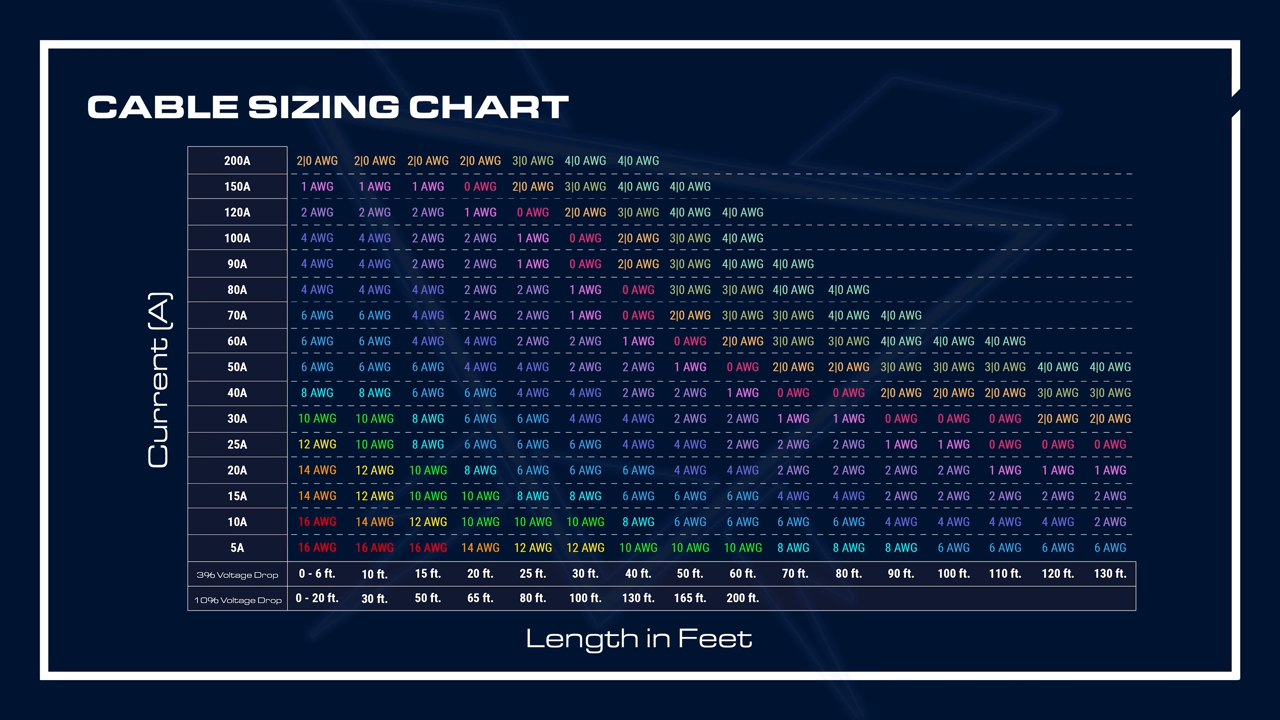 CABLE SIZING CHART
200A 2|0 AWG 2|0 AWG 2|0 AWG 2|0 AWG 3|0 AWG 4|0 AWG 4|0 AWG
150A 1 AWG 1 AWG 1 AWG 0 AWG 2|0 AWG 3|0 AWG 4|0 AWG 4|0 AWG
120A 2 AWG 2 AWG 2 AWG 1 AWG 0 AWG 2|0 AWG 3|0 AWG 4|0 AWG 4|0 AWG
100A 4 AWG 4 AWG 2 AWG 2 AWG 1 AWG 0 AWG 2|0 AWG 3|0 AWG 4|0 AWG
90A 4 AWG 4 AWG 2 AWG 2 AWG 1 AWG 0 AWG 2|0 AWG 3|0 AWG 4|0 AWG 4|0 AWG
80A 4 AWG 4 AWG 4 AWG 2 AWG 2 AWG 1 AWG 0 AWG 3|0 AWG 3|0 AWG 4|0 AWG 4|0 AWG
70A 6 AWG 6 AWG 4 AWG 2 AWG 2 AWG 1 AWG 0 AWG 2|0 AWG 3|0 AWG 3|0 AWG 4|0 AWG 4|0 AWG
60A 6 AWG 6 AWG 4 AWG 4 AWG 2 AWG 2 AWG 1 AWG 0 AWG 2|0 AWG 3|0 AWG 3|0 AWG 4|0 AWG 4|0 AWG 4|0 AWG
50A 6 AWG 6 AWG 6 AWG 4 AWG 4 AWG 2 AWG 2 AWG 1 AWG 0 AWG 2|0 AWG 2|0 AWG 3|0 AWG 3|0 AWG 3|0 AWG 4|0 AWG 4|0 AWG
40A 8 AWG 8 AWG 6 AWG 6 AWG 4 AWG 4 AWG 2 AWG 2 AWG 1 AWG 0 AWG 0 AWG 2|0 AWG 2|0 AWG 2|0 AWG 3|0 AWG 3|0 AWG
30A 10 AWG 10 AWG 8 AWG 6 AWG 6 AWG 4 AWG 4 AWG 2 AWG 2 AWG 1 AWG 1 AWG 0 AWG 0 AWG 0 AWG 2|0 AWG 2|0 AWG
25A 12 AWG 10 AWG 8 AWG 6 AWG 6 AWG 6 AWG 4 AWG 4 AWG 2 AWG 2 AWG 2 AWG 1 AWG 1 AWG 0 AWG 0 AWG 0 AWG
20A 14 AWG 12 AWG 10 AWG 8 AWG 6 AWG 6 AWG 6 AWG 4 AWG 4 AWG 2 AWG 2 AWG 2 AWG 2 AWG 1 AWG 1 AWG 1 AWG
15A 14 AWG 12 AWG 10 AWG 10 AWG 8 AWG 8 AWG 6 AWG 6 AWG 6 AWG 4 AWG 4 AWG 2 AWG 2 AWG 2 AWG 2 AWG 2 AWG
10A 16 AWG 14 AWG 12 AWG 10 AWG 10 AWG 10 AWG 8 AWG 6 AWG 6 AWG 6 AWG 6 AWG 4 AWG 4 AWG 4 AWG 4 AWG 2 AWG
5A 16 AWG 16 AWG 16 AWG 14 AWG 12 AWG 12 AWG 10 AWG 10 AWG 10 AWG 8 AWG 8 AWG 8 AWG 6 AWG 6 AWG 6 AWG 6 AWG
3% Voltage Drop 0 - 6 ft. 10 ft. 15 ft. 20 ft. 25 ft. 30 ft. 40 ft. 50 ft. 60 ft. 70 ft. 80 ft. 90 ft. 100 ft. 110 ft. 120 ft. 130 ft.
10% Voltage Drop 0 - 20 ft. 30 ft. 50 ft. 65 ft. 80 ft. 100 ft. 130 ft. 165 ft. 200 ft.
Current (A)
Length in Feet